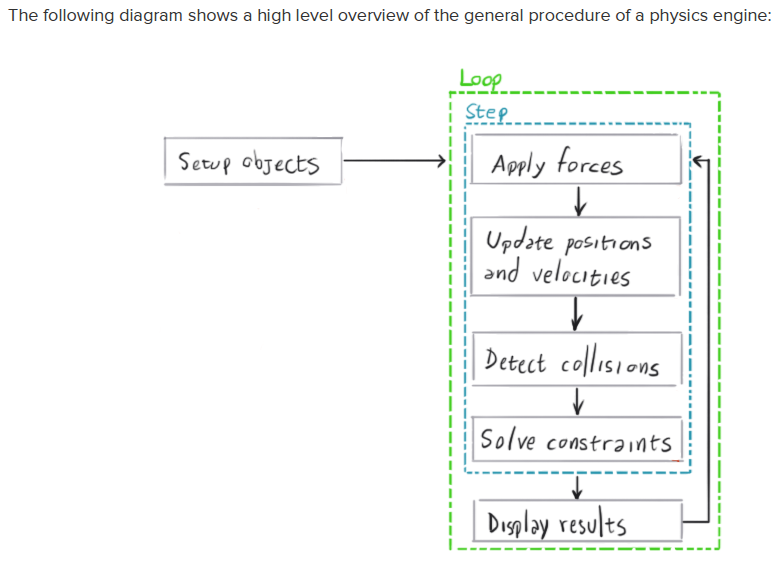 The following diagram shows a high level overview of the general procedure of a physics engine:
Loop
Step
Setup objects
Apply forces
Update positions
and velocities
Detect collisions
Solve constraints
Display results